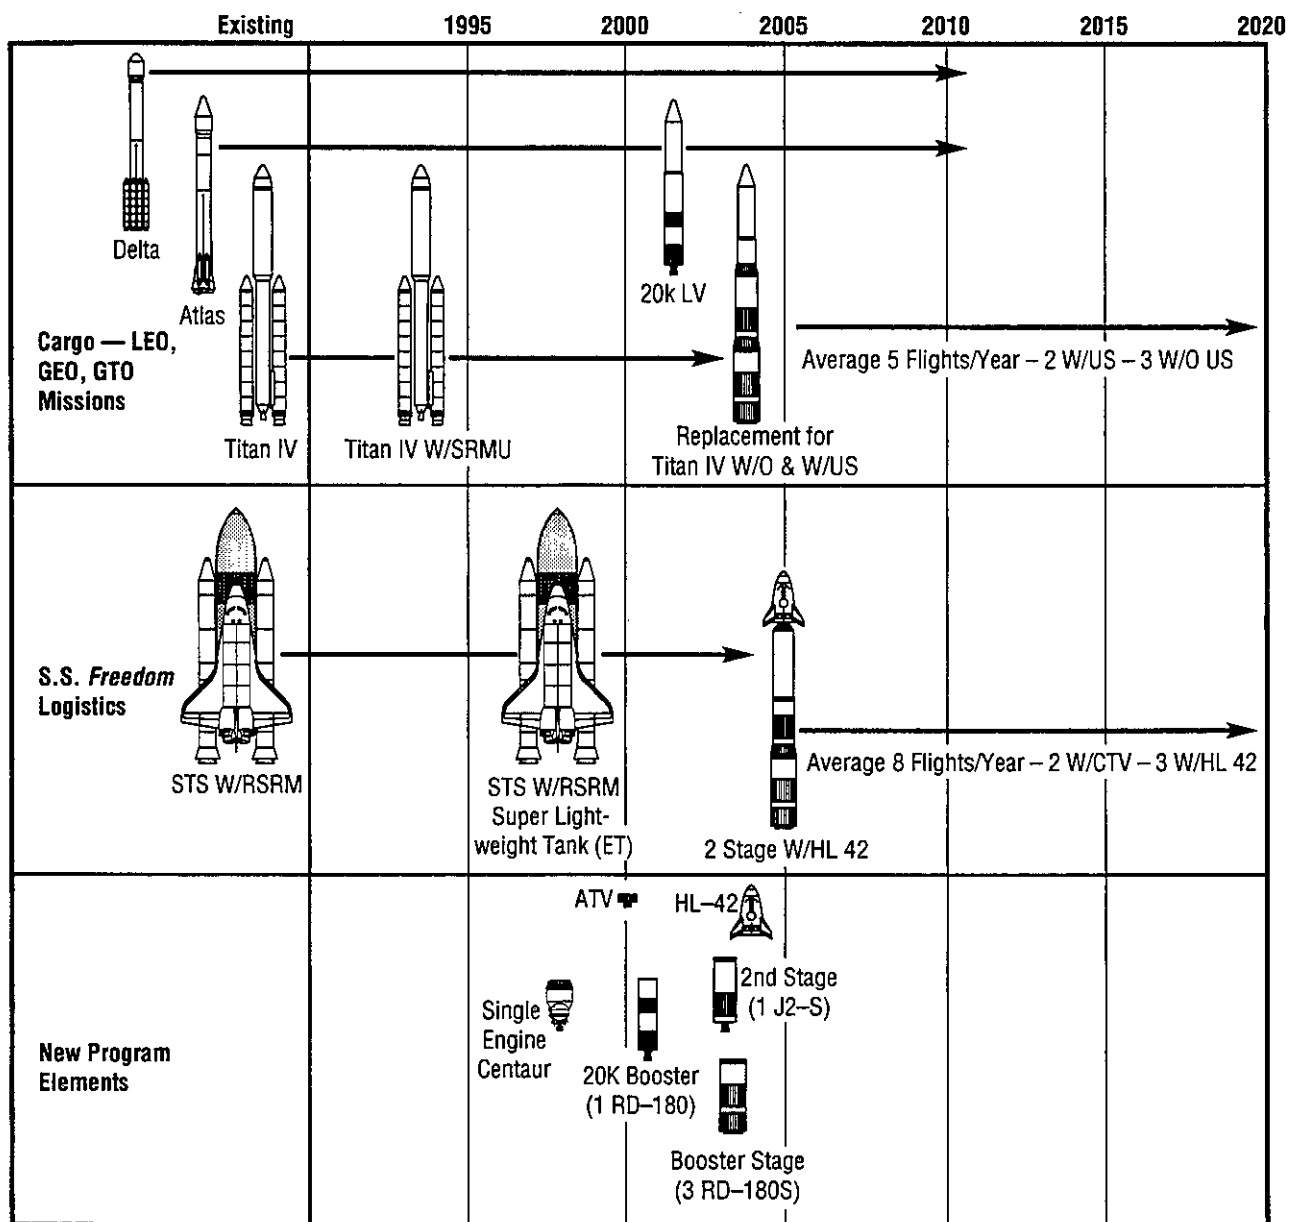 Existing 1995 2000 2005 2010 2015 2020
Delta
Atlas
20k LV
Cargo — LEO,
GEO, GTO
Missions
Average 5 Flights/Year – 2 W/US – 3 W/O US
Titan IV
Titan IV W/SRMU
Replacement for
Titan IV W/O & W/US
S.S. Freedom
Logistics
STS W/RSRM
STS W/RSRM
Super Light-
weight Tank (ET)
2 Stage W/HL 42
Average 8 Flights/Year – 2 W/CTV – 3 W/HL 42
New Program
Elements
ATV
HL–42
Single
Engine
Centaur
20K Booster
(1 RD–180)
2nd Stage
(1 J2–S)
Booster Stage
(3 RD–180S)